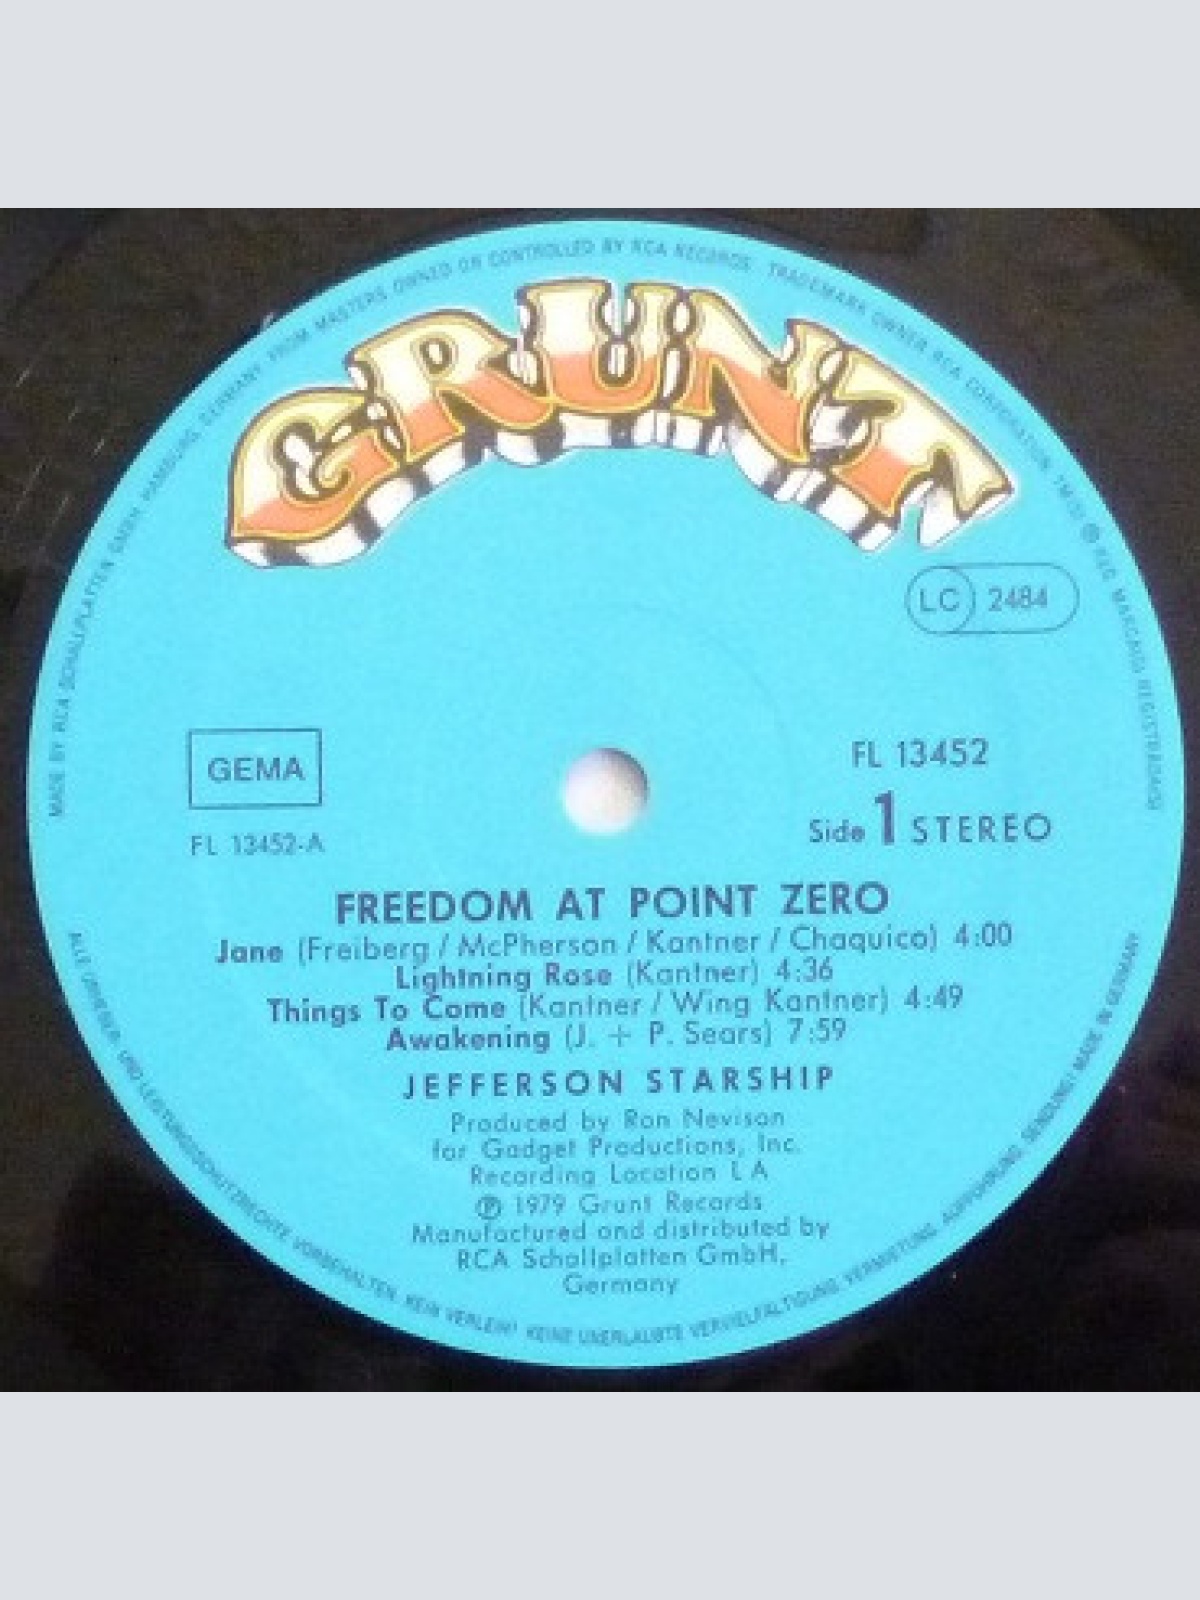 MADE BY RCA SCHALLPLATTEN GMBH, HAMBURG, GERMANY FROM MASTERS OWNED OR CONTROLLED BY RCA RECORDS TRADEMARK OWNER RCA CORPORATION
GRUNT
LC 2484
GEMA
FL 13452-A
FL 13452
Side 1 STEREO
FREEDOM AT POINT ZERO
Jane (Freiberg / McPherson / Kantner / Chaquico) 4:00
Lightning Rose (Kantner) 4:36
Things To Come (Kantner / Wing Kantner) 4:49
Awakening (J. + P. Sears) 7:59
JEFFERSON STARSHIP
Produced by Ron Nevison
for Gadget Productions, Inc.
Recording Location L A
℗ 1979 Grunt Records
Manufactured and distributed by
RCA Schallplatten GmbH.
Germany
ALLE URHEBER- UND LEISTUNGSSCHUTZRECHTE VORBEHALTEN. KEIN VERLEIH! KEINE UNERLAUBTE VERVIELFÄLTIGUNG, VERMIETUNG, AUFFÜHRUNG, SENDUNG! MADE IN GERMANY